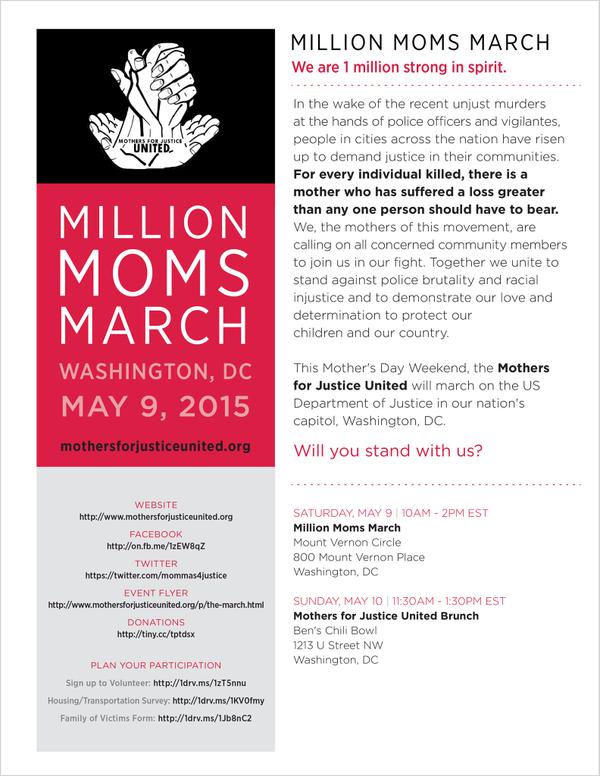 MOTHERS FOR JUSTICE
UNITED
MILLION
MOMS
MARCH
WASHINGTON, DC
MAY 9, 2015
mothersforjusticeunited.org
WEBSITE
http://www.mothersforjusticeunited.org
FACEBOOK
http://on.fb.me/1zEW8qZ
TWITTER
https://twitter.com/mommas4justice
EVENT FLYER
http://www.mothersforjusticeunited.org/p/the-march.html
DONATIONS
http://tiny.cc/tptdsx
PLAN YOUR PARTICIPATION
Sign up to Volunteer: http://1drv.ms/1zT5nnu
Housing/Transportation Survey: http://1drv.ms/1KV0fmy
Family of Victims Form: http://1drv.ms/1Jb8nC2
MILLION MOMS MARCH
We are 1 million strong in spirit.
In the wake of the recent unjust murders
at the hands of police officers and vigilantes,
people in cities across the nation have risen
up to demand justice in their communities.
For every individual killed, there is a
mother who has suffered a loss greater
than any one person should have to bear.
We, the mothers of this movement, are
calling on all concerned community members
to join us in our fight. Together we unite to
stand against police brutality and racial
injustice and to demonstrate our love and
determination to protect our
children and our country.
This Mother's Day Weekend, the Mothers
for Justice United will march on the US
Department of Justice in our nation's
capitol, Washington, DC.
Will you stand with us?
SATURDAY, MAY 9 | 10AM - 2PM EST
Million Moms March
Mount Vernon Circle
800 Mount Vernon Place
Washington, DC
SUNDAY, MAY 10 | 11:30AM - 1:30PM EST
Mothers for Justice United Brunch
Ben's Chili Bowl
1213 U Street NW
Washington, DC